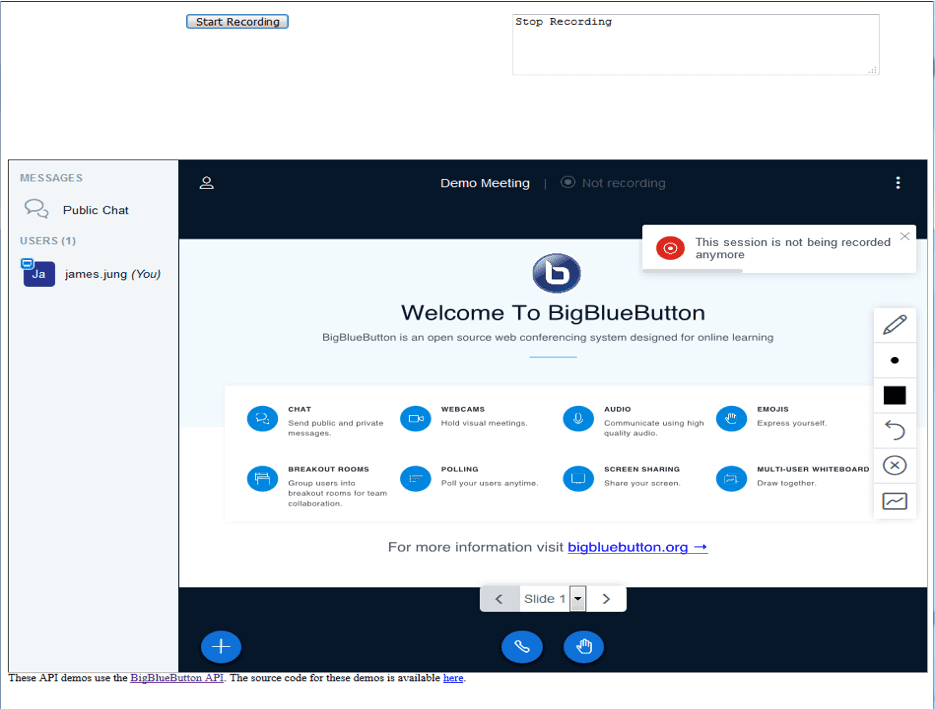 Start Recording
Stop Recording
MESSAGES
Public Chat
USERS (1)
Ja
james.jung (You)
Demo Meeting | Not recording
This session is not being recorded
anymore
b
Welcome To BigBlueButton
BigBlueButton is an open source web conferencing system designed for online learning
CHAT
Send public and private
messages.
WEBCAMS
Hold visual meetings.
AUDIO
Communicate using high
quality audio.
EMOJIS
Express yourself.
BREAKOUT ROOMS
Group users into
breakout rooms for team
collaboration.
POLLING
Poll your users anytime.
SCREEN SHARING
Share your screen.
MULTI-USER WHITEBOARD
Draw together.
For more information visit bigbluebutton.org →
Slide 1
These API demos use the BigBlueButton API. The source code for these demos is available here.